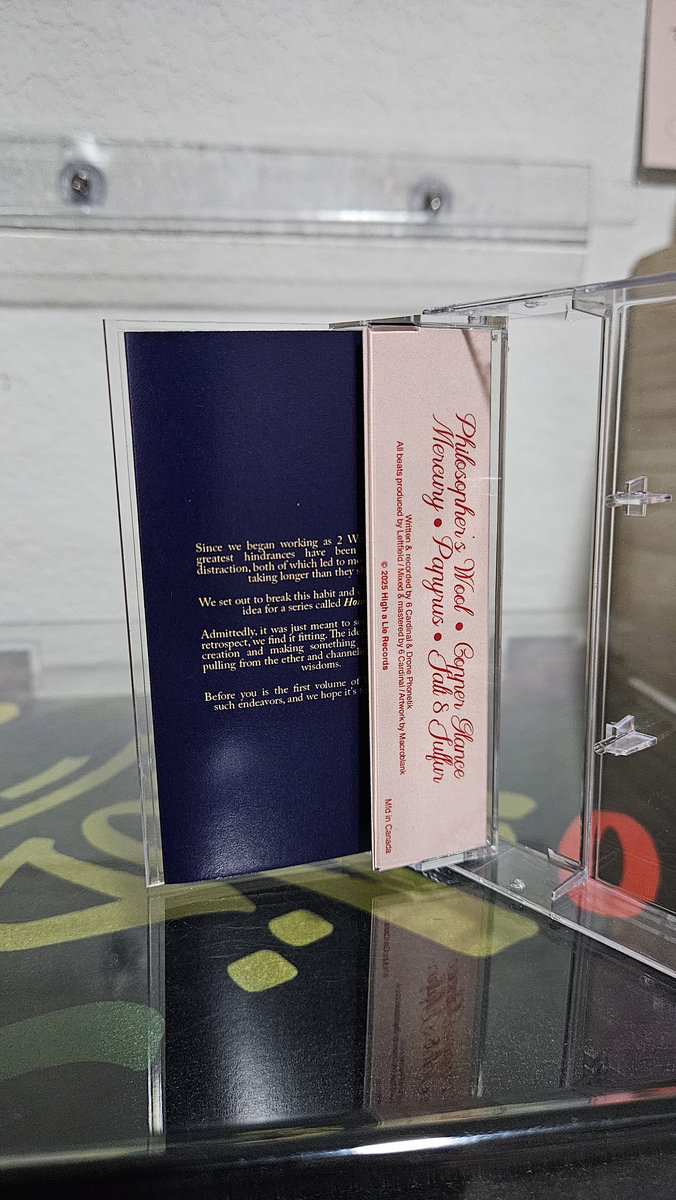 Since we began working as 2 W
greatest hindrances have been
distraction, both of which led to
taking longer than they
We set out to break this habit and
idea for a series called
Admittedly, it was just meant to
retrospect, we find it fitting. The
creation and making something
pulling from the ether and
wisdoms.
Before you is the first volume of
such endeavors, and we hope it's
Philosopher's Wool • Copper Glance
Mercury • Papyrus • Salt & Sulfur
Written & recorded by 6 Cardinal & Drone Phonetik
All beats produced by Leftfield / Mixed & mastered by 6 Cardinal / Artwork by Macroblank
© 2025 High a Lie Records
Mfd in Canada